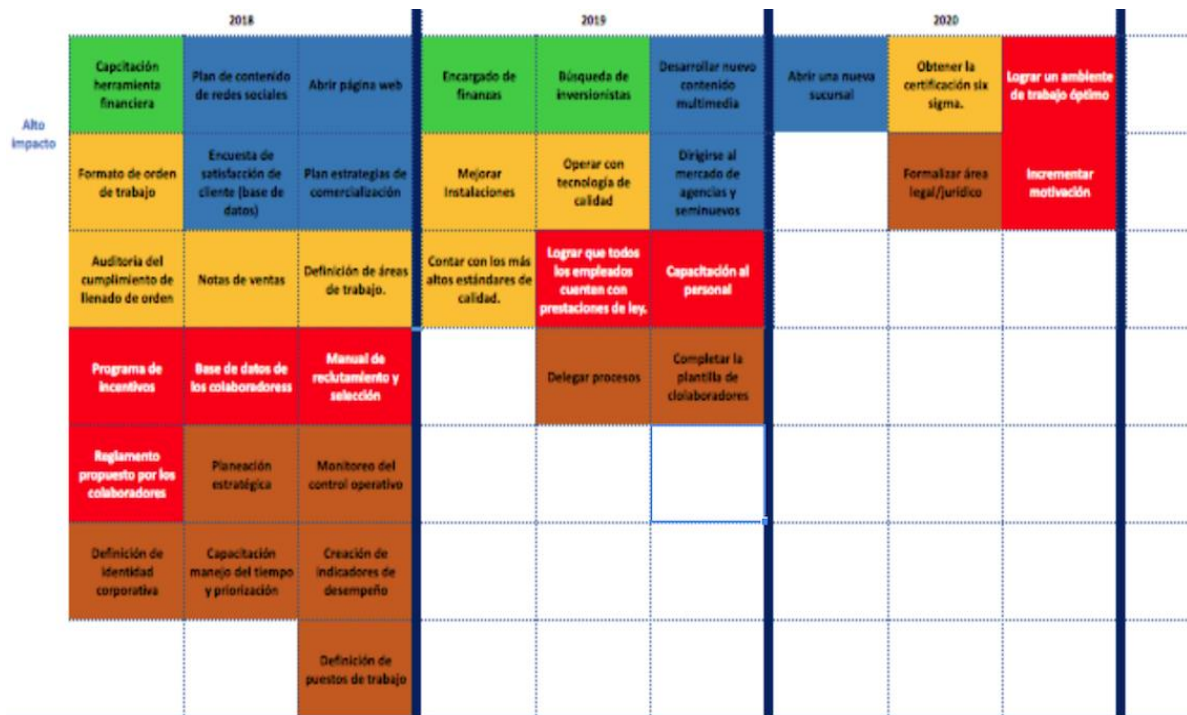 2018
2019
2020
Alto
impacto
Capcitación
herramienta
financiera
Plan de contenido
de redes sociales
Abrir página web
Encargado de
finanzas
Búsqueda de
inversionistas
Desarrollar nuevo
contenido
multimedia
Abrir una nueva
sucursal
Obtener la
certificación six
sigma.
Lograr un ambiente
de trabajo óptimo
Formato de orden
de trabajo
Encuesta de
satisfacción de
cliente (base de
datos)
Plan estrategias de
comercialización
Mejorar
Instalaciones
Operar con
tecnología de
calidad
Dirigirse al
mercado de
agencias y
seminuevos
Formalizar área
legal/jurídico
Incrementar
motivación
Auditoria del
cumplimiento de
llenado de orden
Notas de ventas
Definición de áreas
de trabajo.
Contar con los más
altos estándares de
calidad.
Lograr que todos
los empleados
cuenten con
prestaciones de ley.
Capacitación al
personal
Programa de
incentivos
Base de datos de
los colaboradoress
Manual de
reclutamiento y
selección
Delegar procesos
Completar la
plantilla de
clolaboradores
Reglamento
propuesto por los
colaboradores
Planeación
estratégica
Monitoreo del
control operativo
Definición de
identidad
corporativa
Capacitación
manejo del tiempo
y priorización
Creación de
indicadores de
desempeño
Definición de
puestos de trabajo